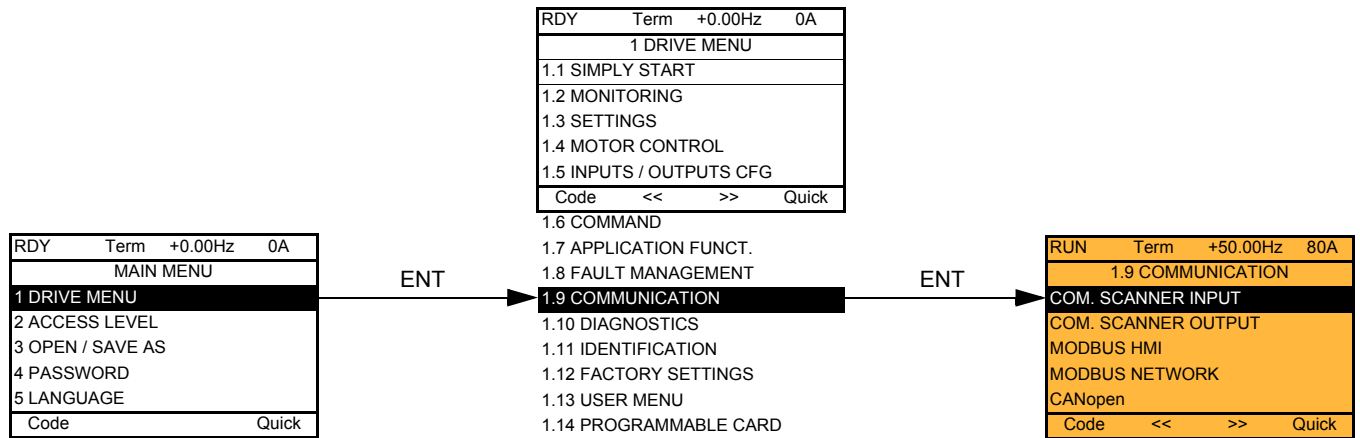 RDY Term +0.00Hz 0A
MAIN MENU
1 DRIVE MENU
2 ACCESS LEVEL
3 OPEN / SAVE AS
4 PASSWORD
5 LANGUAGE
Code Quick
ENT
RDY Term +0.00Hz 0A
1 DRIVE MENU
1.1 SIMPLY START
1.2 MONITORING
1.3 SETTINGS
1.4 MOTOR CONTROL
1.5 INPUTS / OUTPUTS CFG
Code << >> Quick
1.6 COMMAND
1.7 APPLICATION FUNCT.
1.8 FAULT MANAGEMENT
1.9 COMMUNICATION
1.10 DIAGNOSTICS
1.11 IDENTIFICATION
1.12 FACTORY SETTINGS
1.13 USER MENU
1.14 PROGRAMMABLE CARD
ENT
RUN Term +50.00Hz 80A
1.9 COMMUNICATION
COM. SCANNER INPUT
COM. SCANNER OUTPUT
MODBUS HMI
MODBUS NETWORK
CANopen
Code << >> Quick